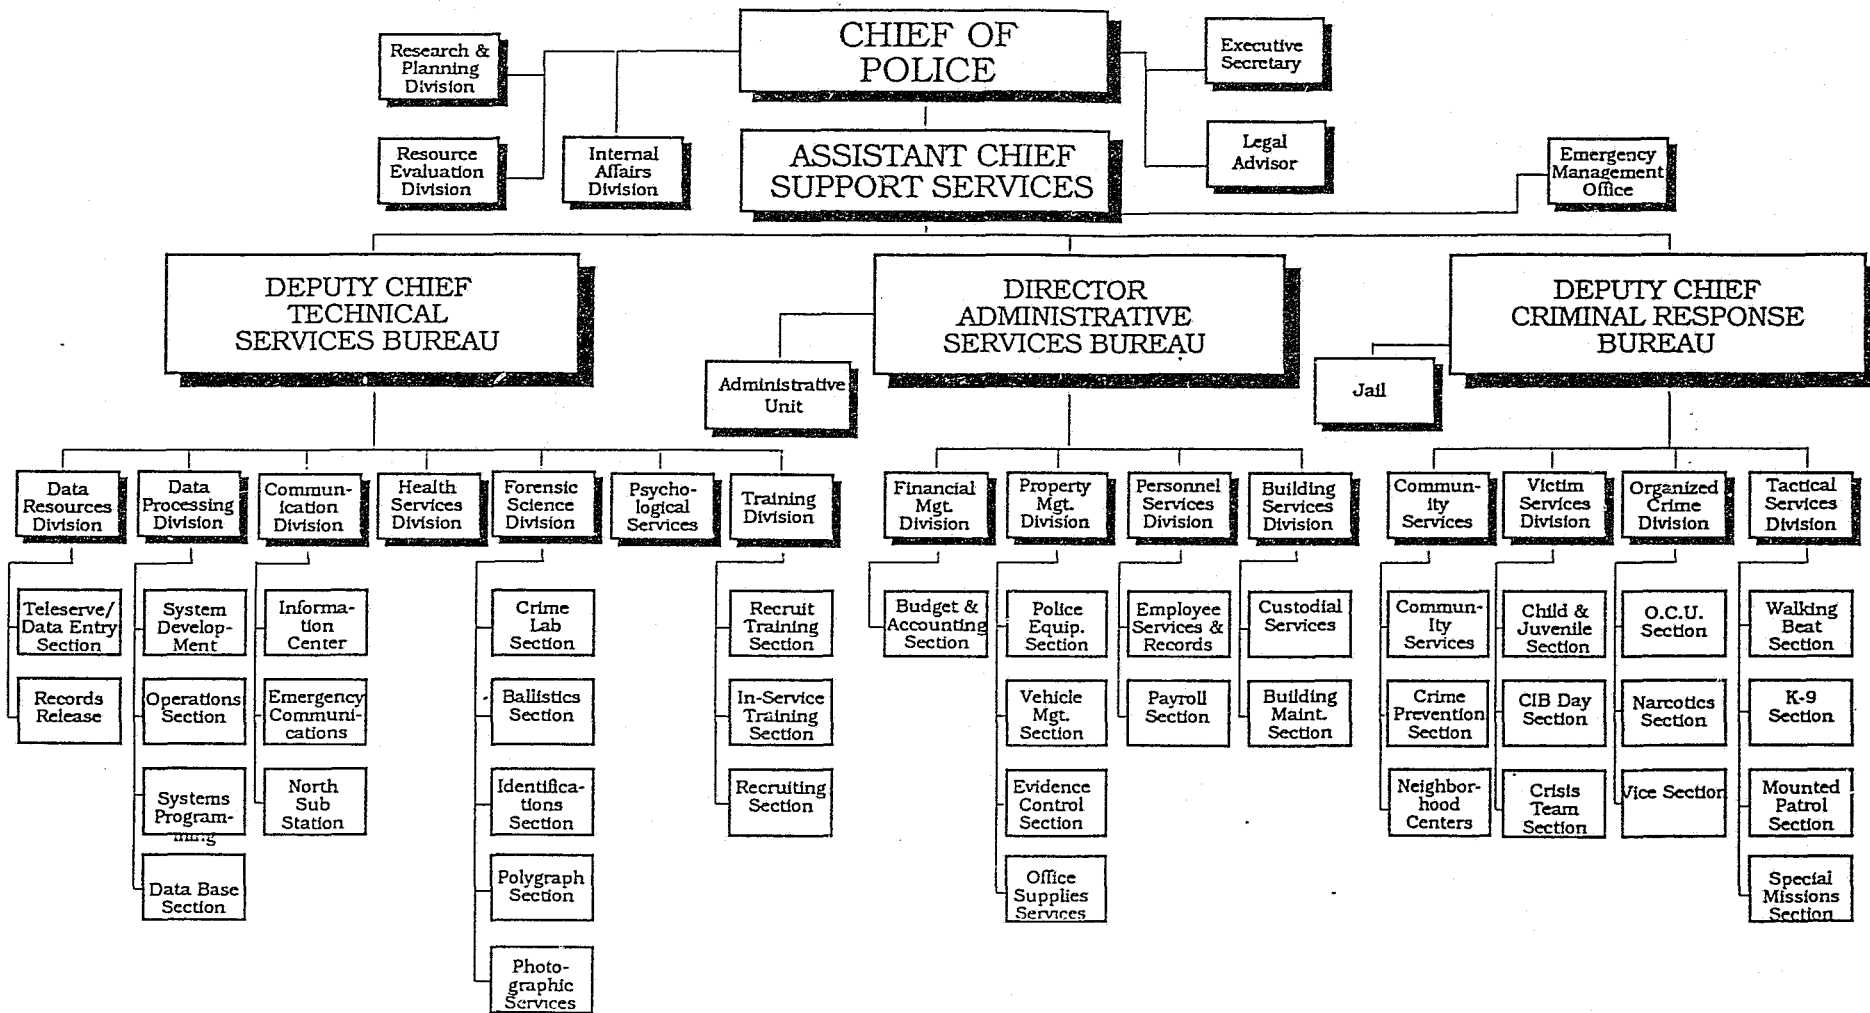 CHIEF OF
POLICE
Research &
Planning
Division
Executive
Secretary
Resource
Evaluation
Division
Internal
Affairs
Division
ASSISTANT CHIEF
SUPPORT SERVICES
Legal
Advisor
Emergency
Management
Office
DEPUTY CHIEF
TECHNICAL
SERVICES BUREAU
DIRECTOR
ADMINISTRATIVE
SERVICES BUREAU
DEPUTY CHIEF
CRIMINAL RESPONSE
BUREAU
Administrative
Unit
Jail
Data
Resources
Division
Data
Processing
Division
Commun-
ication
Division
Health
Services
Division
Forensic
Science
Division
Psycho-
logical
Services
Training
Division
Financial
Mgt.
Division
Property
Mgt.
Division
Personnel
Services
Division
Building
Services
Division
Commun-
ity
Services
Victim
Services
Division
Organized
Crime
Division
Tactical
Services
Division
Teleserve/
Data Entry
Section
Records
Release
System
Develop-
Ment
Operations
Section
Systems
Program-
ming
Data Base
Section
Informa-
tion
Center
Emergency
Communi-
cations
North
Sub
Station
Crime
Lab
Section
Ballistics
Section
Identifica-
tions
Section
Polygraph
Section
Photo-
graphic
Services
Recruit
Training
Section
In-Service
Training
Section
Recruiting
Section
Budget &
Accounting
Section
Police
Equip.
Section
Vehicle
Mgt.
Section
Evidence
Control
Section
Office
Supplies
Services
Employee
Services &
Records
Payroll
Section
Custodial
Services
Building
Maint.
Section
Commun-
ity
Services
Crime
Prevention
Section
Neighbor-
hood
Centers
Child &
Juvenile
Section
CIB Day
Section
Crisis
Team
Section
O.C.U.
Section
Narcotics
Section
Vice Section
Walking
Beat
Section
K-9
Section
Mounted
Patrol
Section
Special
Missions
Section